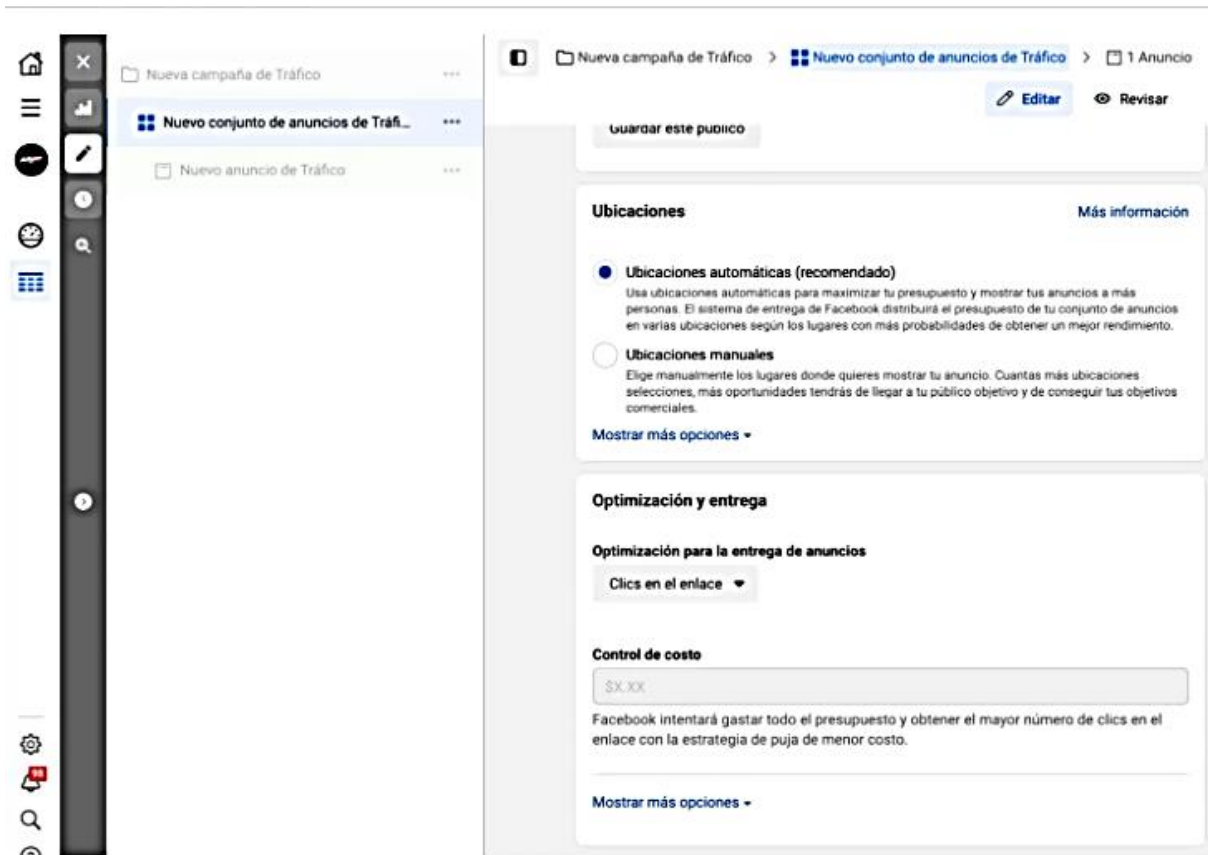 Nueva campaña de Tráfico
Nuevo conjunto de anuncios de Tráfi...
Nuevo anuncio de Tráfico
Nueva campaña de Tráfico > Nuevo conjunto de anuncios de Tráfico > 1 Anuncio
Editar Revisar
Guardar este público
Ubicaciones Más información
Ubicaciones automáticas (recomendado)
Usa ubicaciones automáticas para maximizar tu presupuesto y mostrar tus anuncios a más
personas. El sistema de entrega de Facebook distribuirá el presupuesto de tu conjunto de anuncios
en varias ubicaciones según los lugares con más probabilidades de obtener un mejor rendimiento.
Ubicaciones manuales
Elige manualmente los lugares donde quieres mostrar tu anuncio. Cuantas más ubicaciones
selecciones, más oportunidades tendrás de llegar a tu público objetivo y de conseguir tus objetivos
comerciales.
Mostrar más opciones
Optimización y entrega
Optimización para la entrega de anuncios
Clics en el enlace
Control de costo
$X.XX
Facebook intentará gastar todo el presupuesto y obtener el mayor número de clics en el
enlace con la estrategia de puja de menor costo.
Mostrar más opciones
98